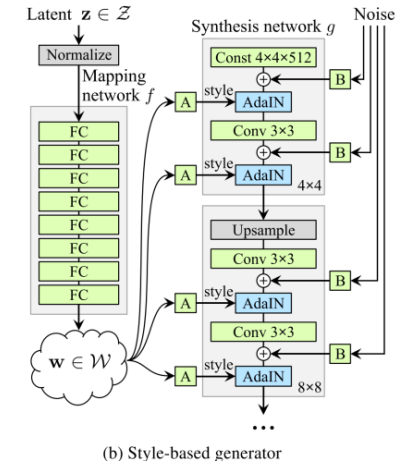 Latent z ∈ 𝒵
Normalize
Mapping
network f
FC
FC
FC
FC
FC
FC
FC
FC
w ∈ 𝒲
Synthesis network g
Noise
Const 4×4×512
B
A
style
AdaIN
Conv 3×3
B
A
style
AdaIN
4×4
Upsample
Conv 3×3
B
A
style
AdaIN
Conv 3×3
B
A
style
AdaIN
8×8
...
(b) Style-based generator